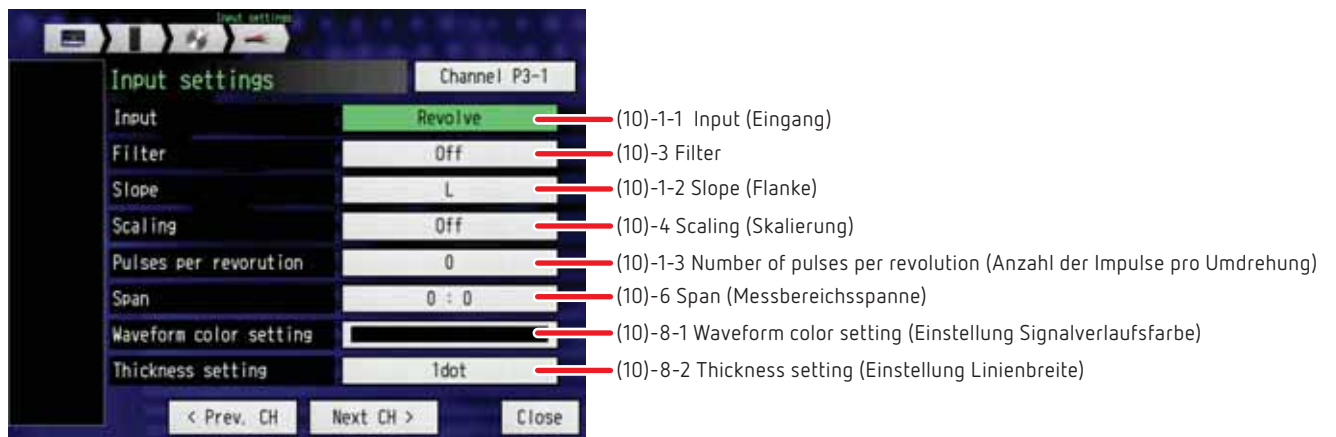 Input settings
Input settings Channel P3-1
Input Revolve (10)-1-1 Input (Eingang)
Filter Off (10)-3 Filter
Slope L (10)-1-2 Slope (Flanke)
Scaling Off (10)-4 Scaling (Skalierung)
Pulses per revorution 0 (10)-1-3 Number of pulses per revolution (Anzahl der Impulse pro Umdrehung)
Span 0 : 0 (10)-6 Span (Messbereichsspanne)
Waveform color setting (10)-8-1 Waveform color setting (Einstellung Signalverlaufsfarbe)
Thickness setting 1dot (10)-8-2 Thickness setting (Einstellung Linienbreite)
< Prev. CH Next CH > Close